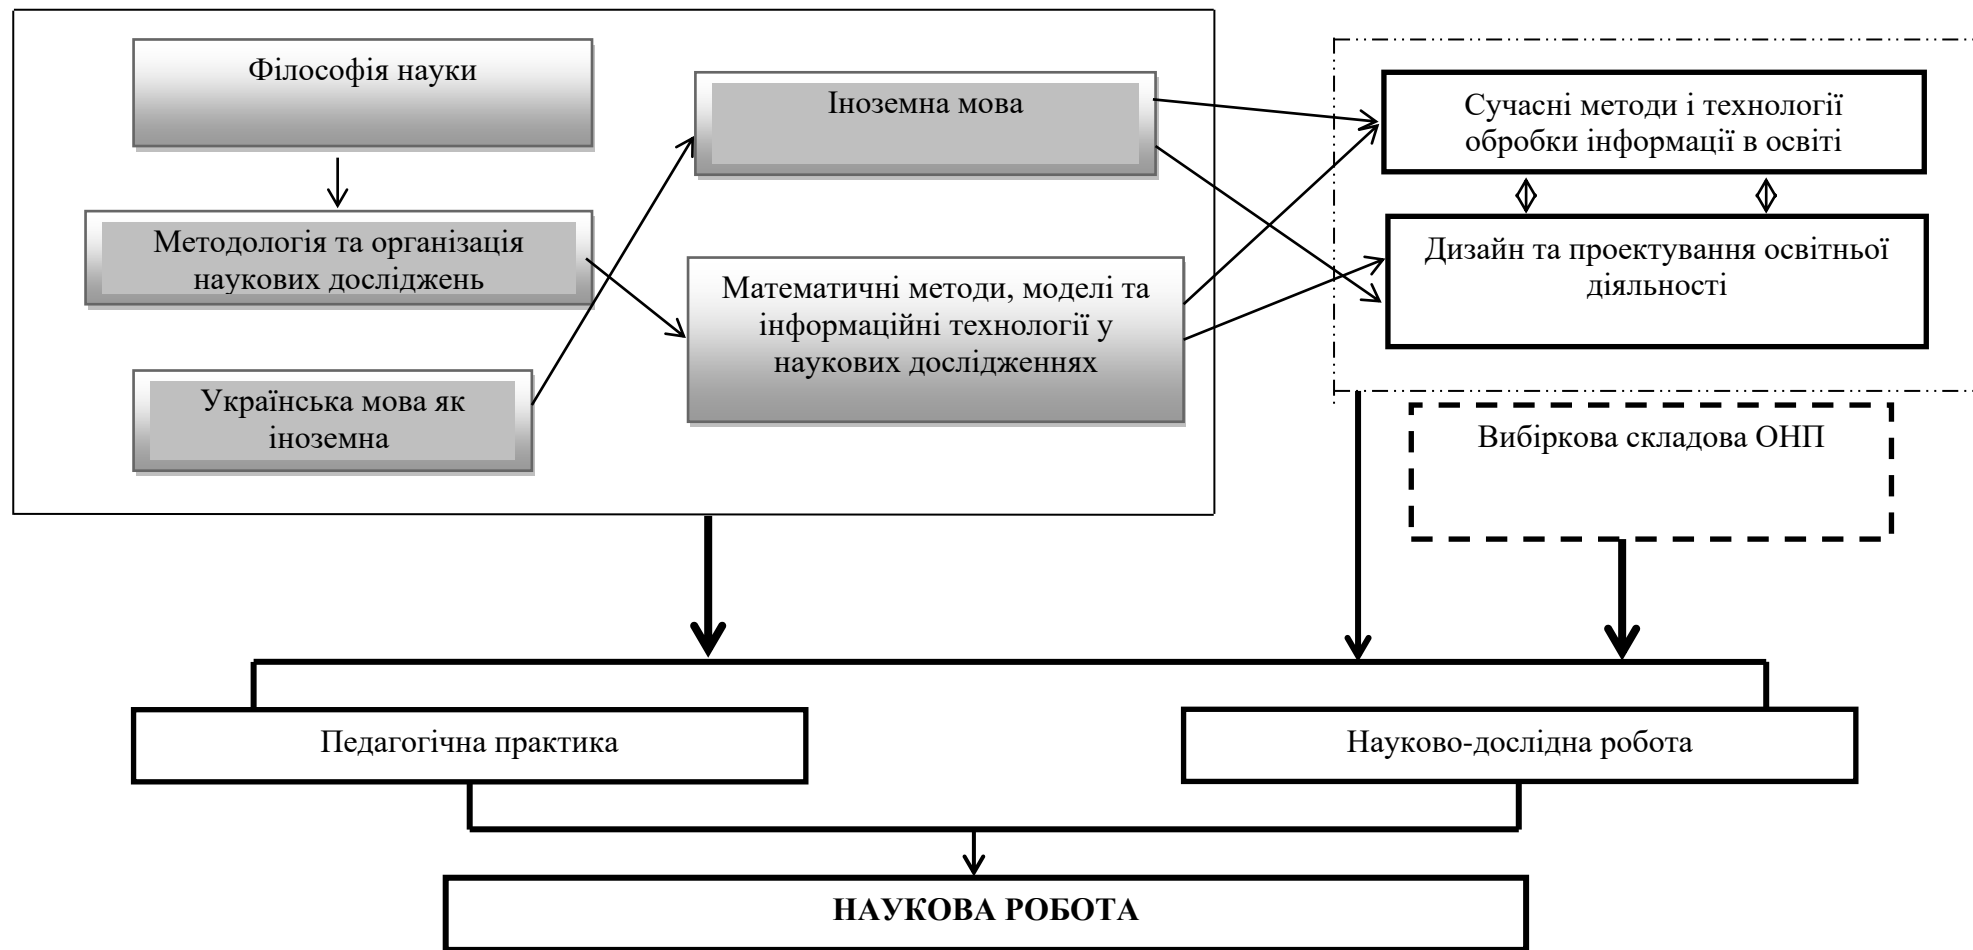 Філософія науки
Методологія та організація
наукових досліджень
Українська мова як
іноземна
Іноземна мова
Математичні методи, моделі та
інформаційні технології у
наукових дослідженнях
Сучасні методи і технології
обробки інформації в освіті
Дизайн та проектування освітньої
діяльності
Вибіркова складова ОНП
Педагогічна практика
Науково-дослідна робота
НАУКОВА РОБОТА